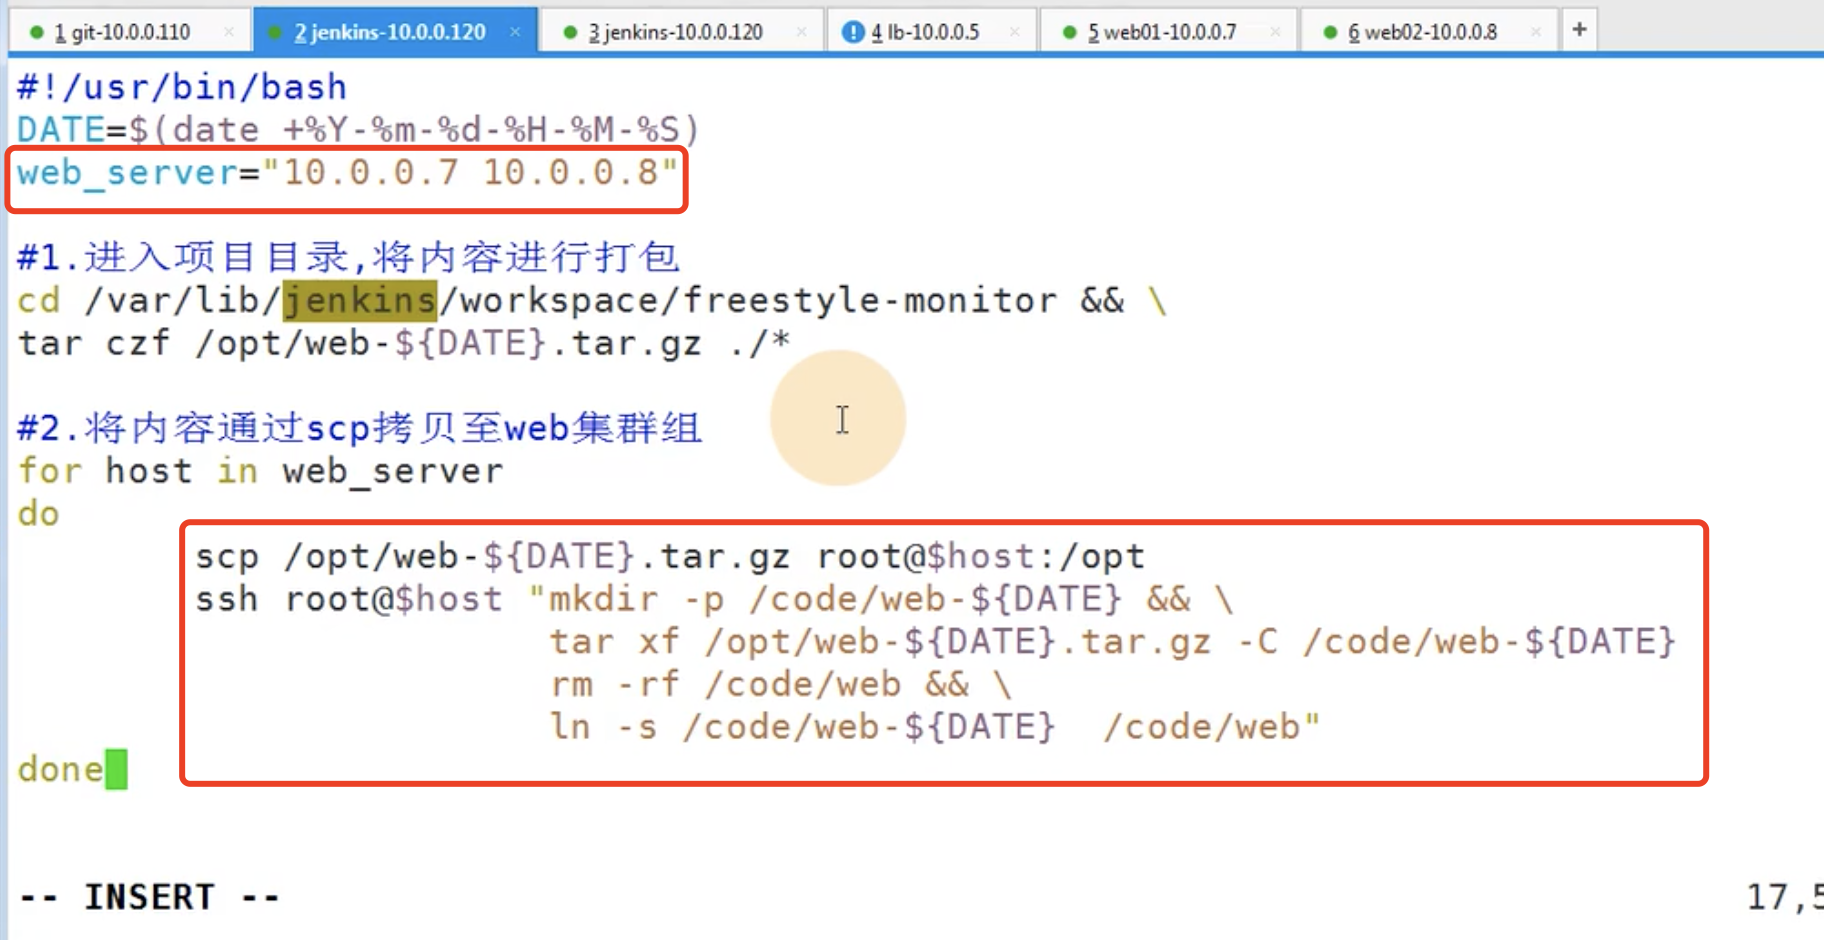 1 git-10.0.0.110 × 2 jenkins-10.0.0.120 × 3 jenkins-10.0.0.120 × 4 lb-10.0.0.5 × 5 web01-10.0.0.7 × 6 web02-10.0.0.8 × +
#!/usr/bin/bash
DATE=$(date +%Y-%m-%d-%H-%M-%S)
web_server="10.0.0.7 10.0.0.8"
#1.进入项目目录,将内容进行打包
cd /var/lib/jenkins/workspace/freestyle-monitor && \
tar czf /opt/web-${DATE}.tar.gz ./*
#2.将内容通过scp拷贝至web集群组
for host in web_server
do
scp /opt/web-${DATE}.tar.gz root@$host:/opt
ssh root@$host "mkdir -p /code/web-${DATE} && \
tar xf /opt/web-${DATE}.tar.gz -C /code/web-${DATE}
rm -rf /code/web && \
ln -s /code/web-${DATE}  /code/web"
done
-- INSERT --
17,5